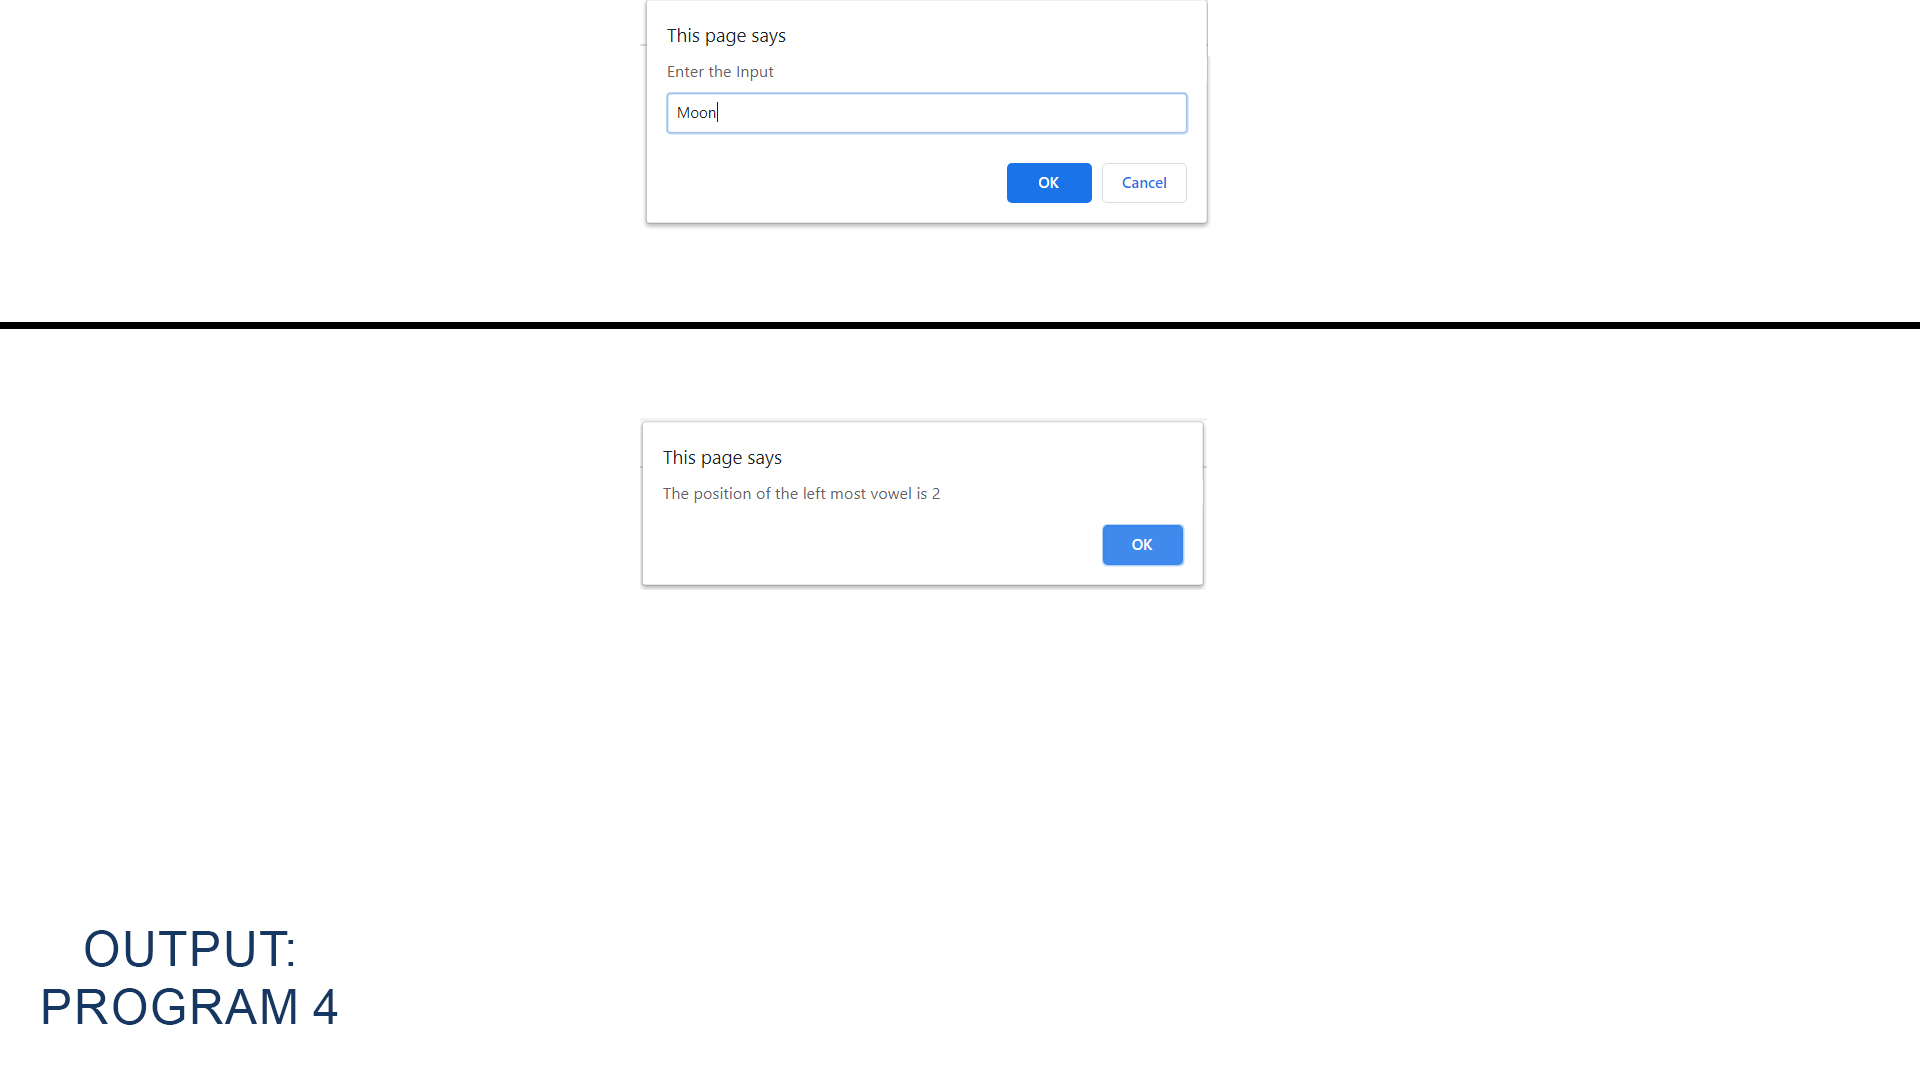 This page says
Enter the Input
Moon
OK Cancel
This page says
The position of the left most vowel is 2
OK
OUTPUT:
PROGRAM 4